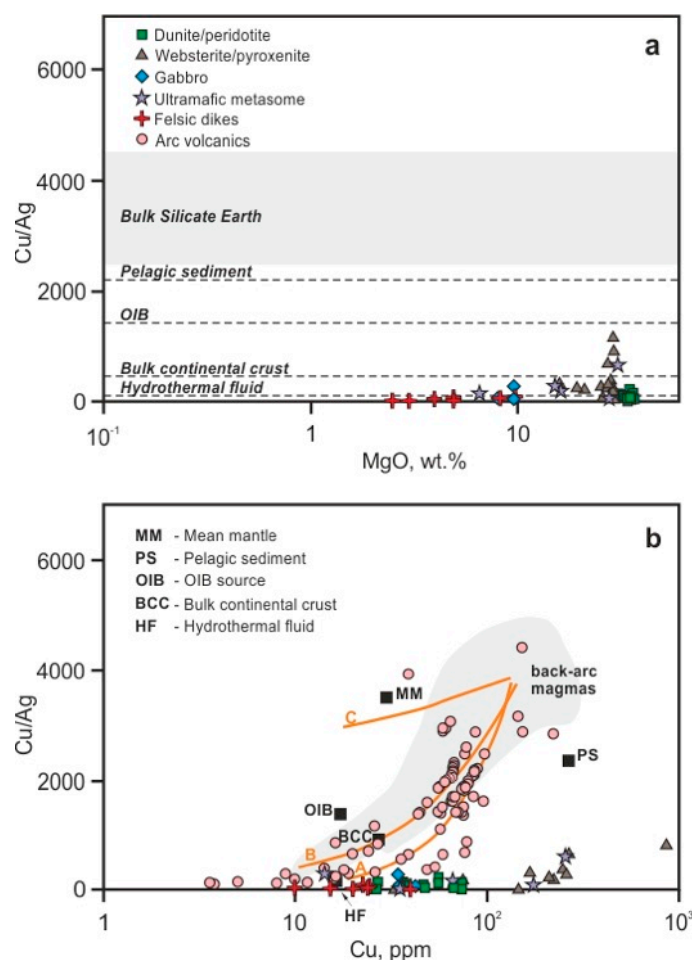 a
Dunite/peridotite
Websterite/pyroxenite
Gabbro
Ultramafic metasome
Felsic dikes
Arc volcanics
6000
4000
2000
0
Cu/Ag
Bulk Silicate Earth
Pelagic sediment
OIB
Bulk continental crust
Hydrothermal fluid
10⁻¹ 1 10
MgO, wt.%
b
MM - Mean mantle
PS - Pelagic sediment
OIB - OIB source
BCC - Bulk continental crust
HF - Hydrothermal fluid
6000
4000
2000
0
Cu/Ag
back-arc
magmas
MM
C
PS
OIB
BCC
B
A
HF
1 10 10² 10³
Cu, ppm